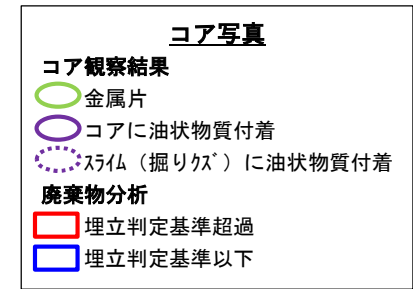 コア写真
コア観察結果
金属片
コアに油状物質付着
ｽﾗｲﾑ（掘りｸｽﾞ）に油状物質付着
廃棄物分析
埋立判定基準超過
埋立判定基準以下